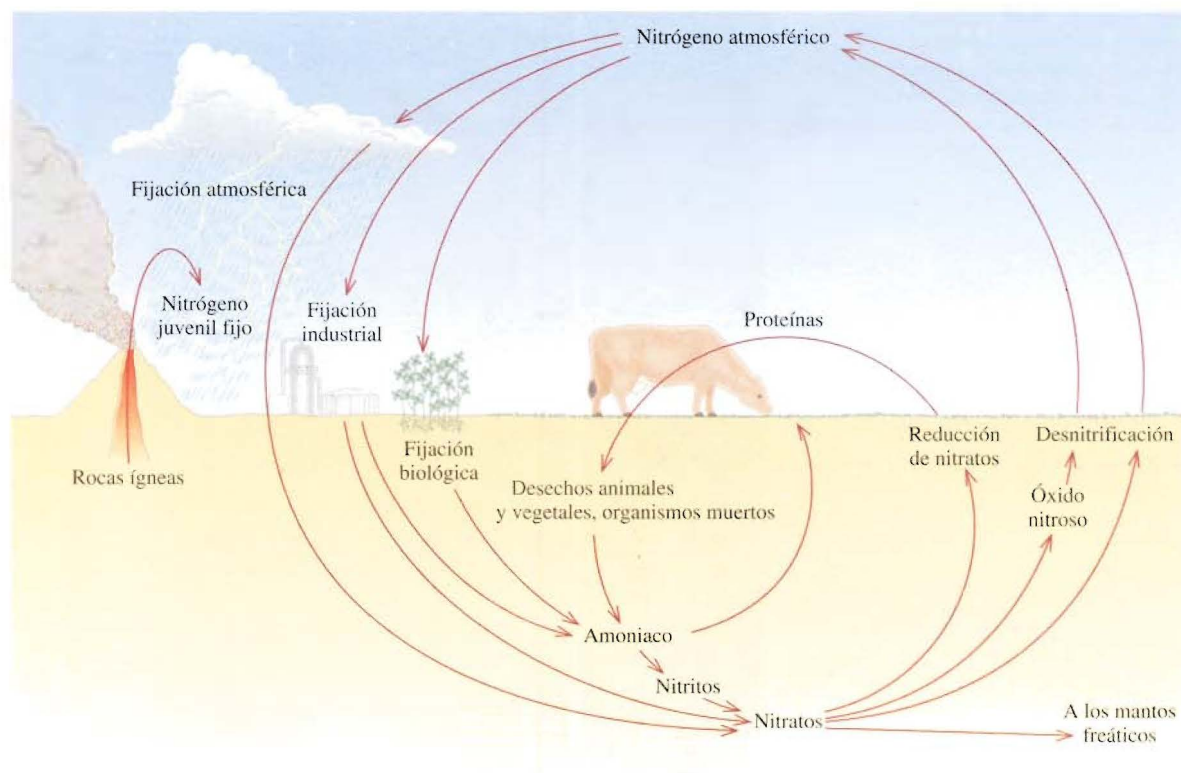 Nitrógeno atmosférico
Fijación atmosférica
Nitrógeno
juvenil fijo
Fijación
industrial
Proteínas
Rocas ígneas
Fijación
biológica
Desechos animales
y vegetales, organismos muertos
Reducción
de nitratos
Desnitrificación
Óxido
nitroso
Amoniaco
Nitritos
Nitratos
A los mantos
freáticos